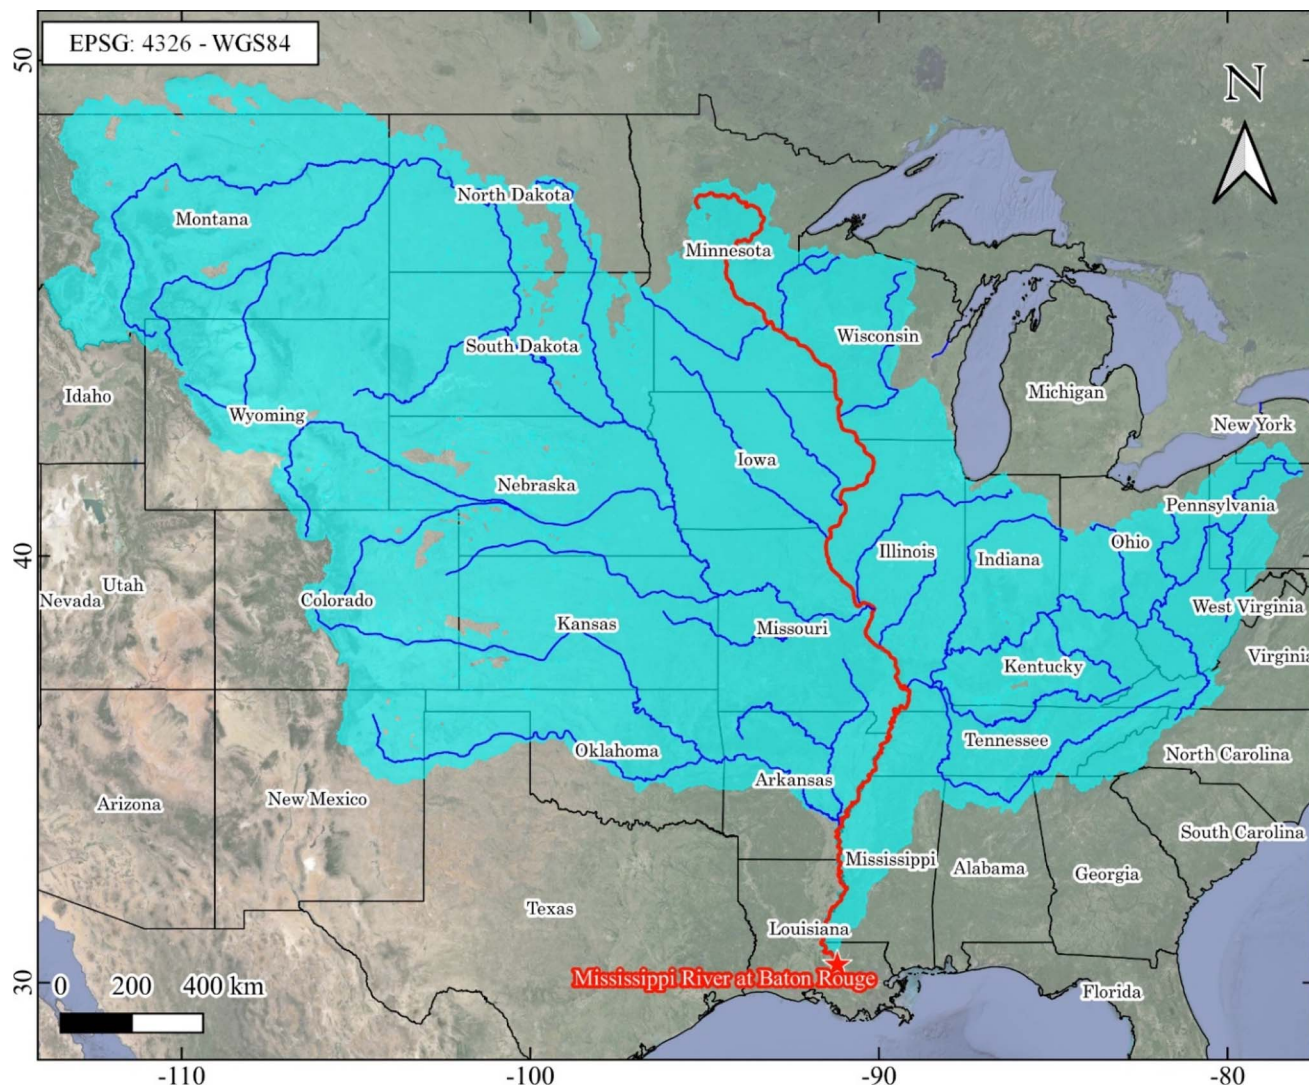 EPSG: 4326 - WGS84
50
N
North Dakota
Montana
Minnesota
Wisconsin
South Dakota
Idaho
Michigan
Wyoming
New York
Iowa
Nebraska
Pennsylvania
40
Illinois
Indiana
Ohio
Utah
Nevada
Colorado
West Virginia
Kansas
Missouri
Virginia
Kentucky
Tennessee
Oklahoma
North Carolina
Arkansas
Arizona
New Mexico
South Carolina
Mississippi
Alabama
Georgia
Texas
Louisiana
30
Mississippi River at Baton Rouge
0 200 400 km
Florida
-110 -100 -90 -80